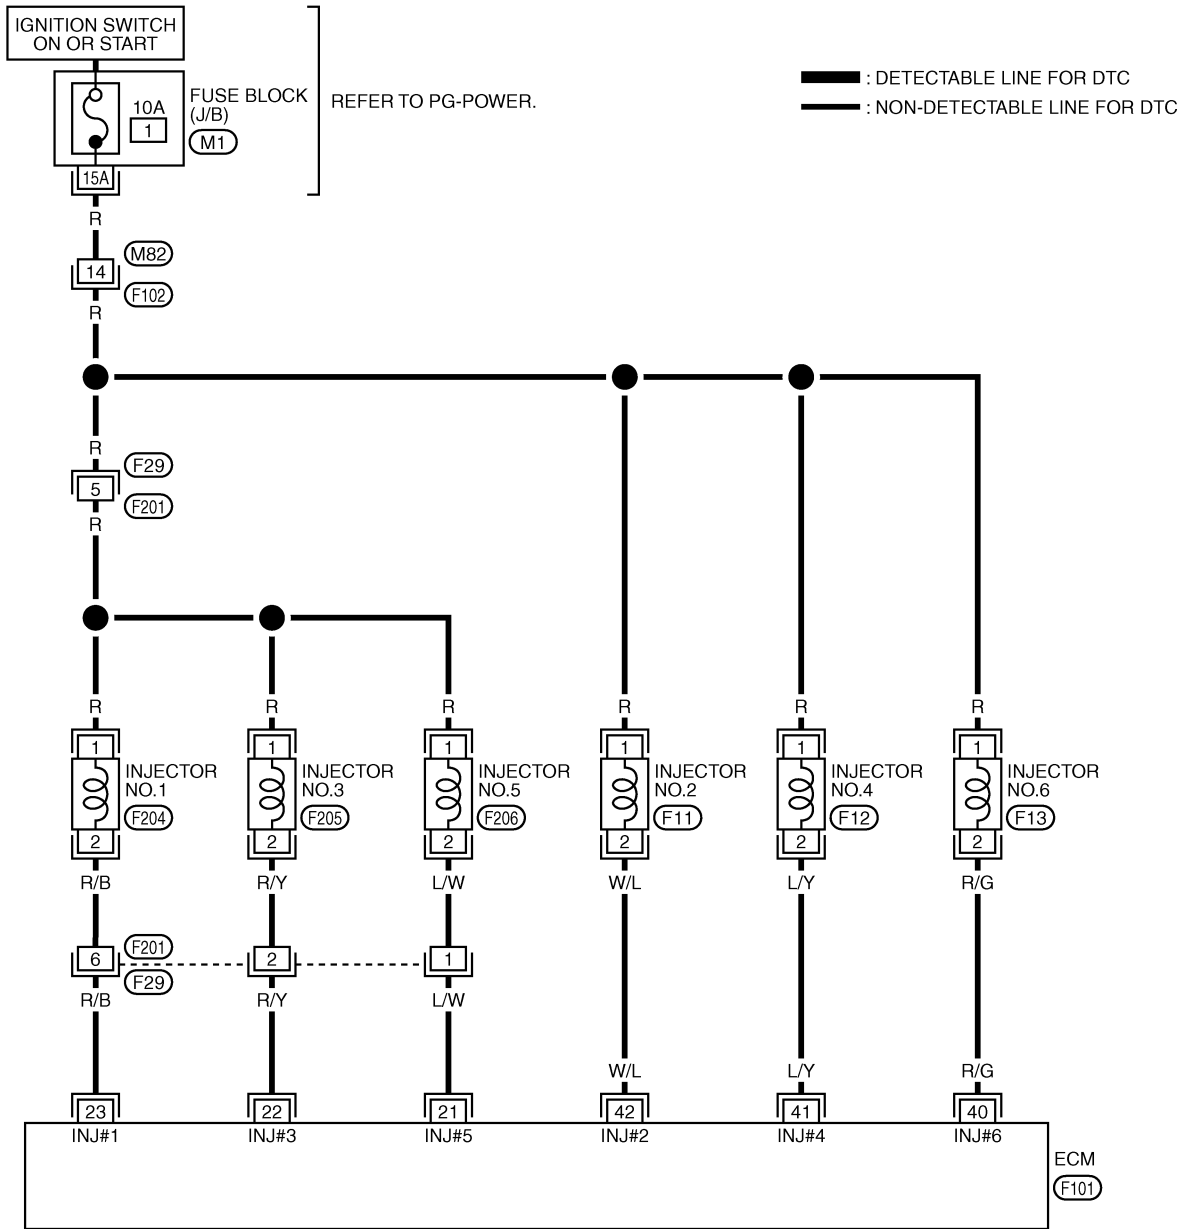 IGNITION SWITCH
ON OR START
FUSE BLOCK
(J/B)
10A
1
M1
REFER TO PG-POWER.
: DETECTABLE LINE FOR DTC
: NON-DETECTABLE LINE FOR DTC
15A
R
M82
14
F102
R
R
F29
5
F201
R
R R R R R R
1 1 1 1 1 1
INJECTOR
NO.1
F204
INJECTOR
NO.3
F205
INJECTOR
NO.5
F206
INJECTOR
NO.2
F11
INJECTOR
NO.4
F12
INJECTOR
NO.6
F13
2 2 2 2 2 2
R/B R/Y L/W W/L L/Y R/G
F201
6 2 1
F29
R/B R/Y L/W
W/L L/Y R/G
23 22 21 42 41 40
INJ#1 INJ#3 INJ#5 INJ#2 INJ#4 INJ#6
ECM
F101